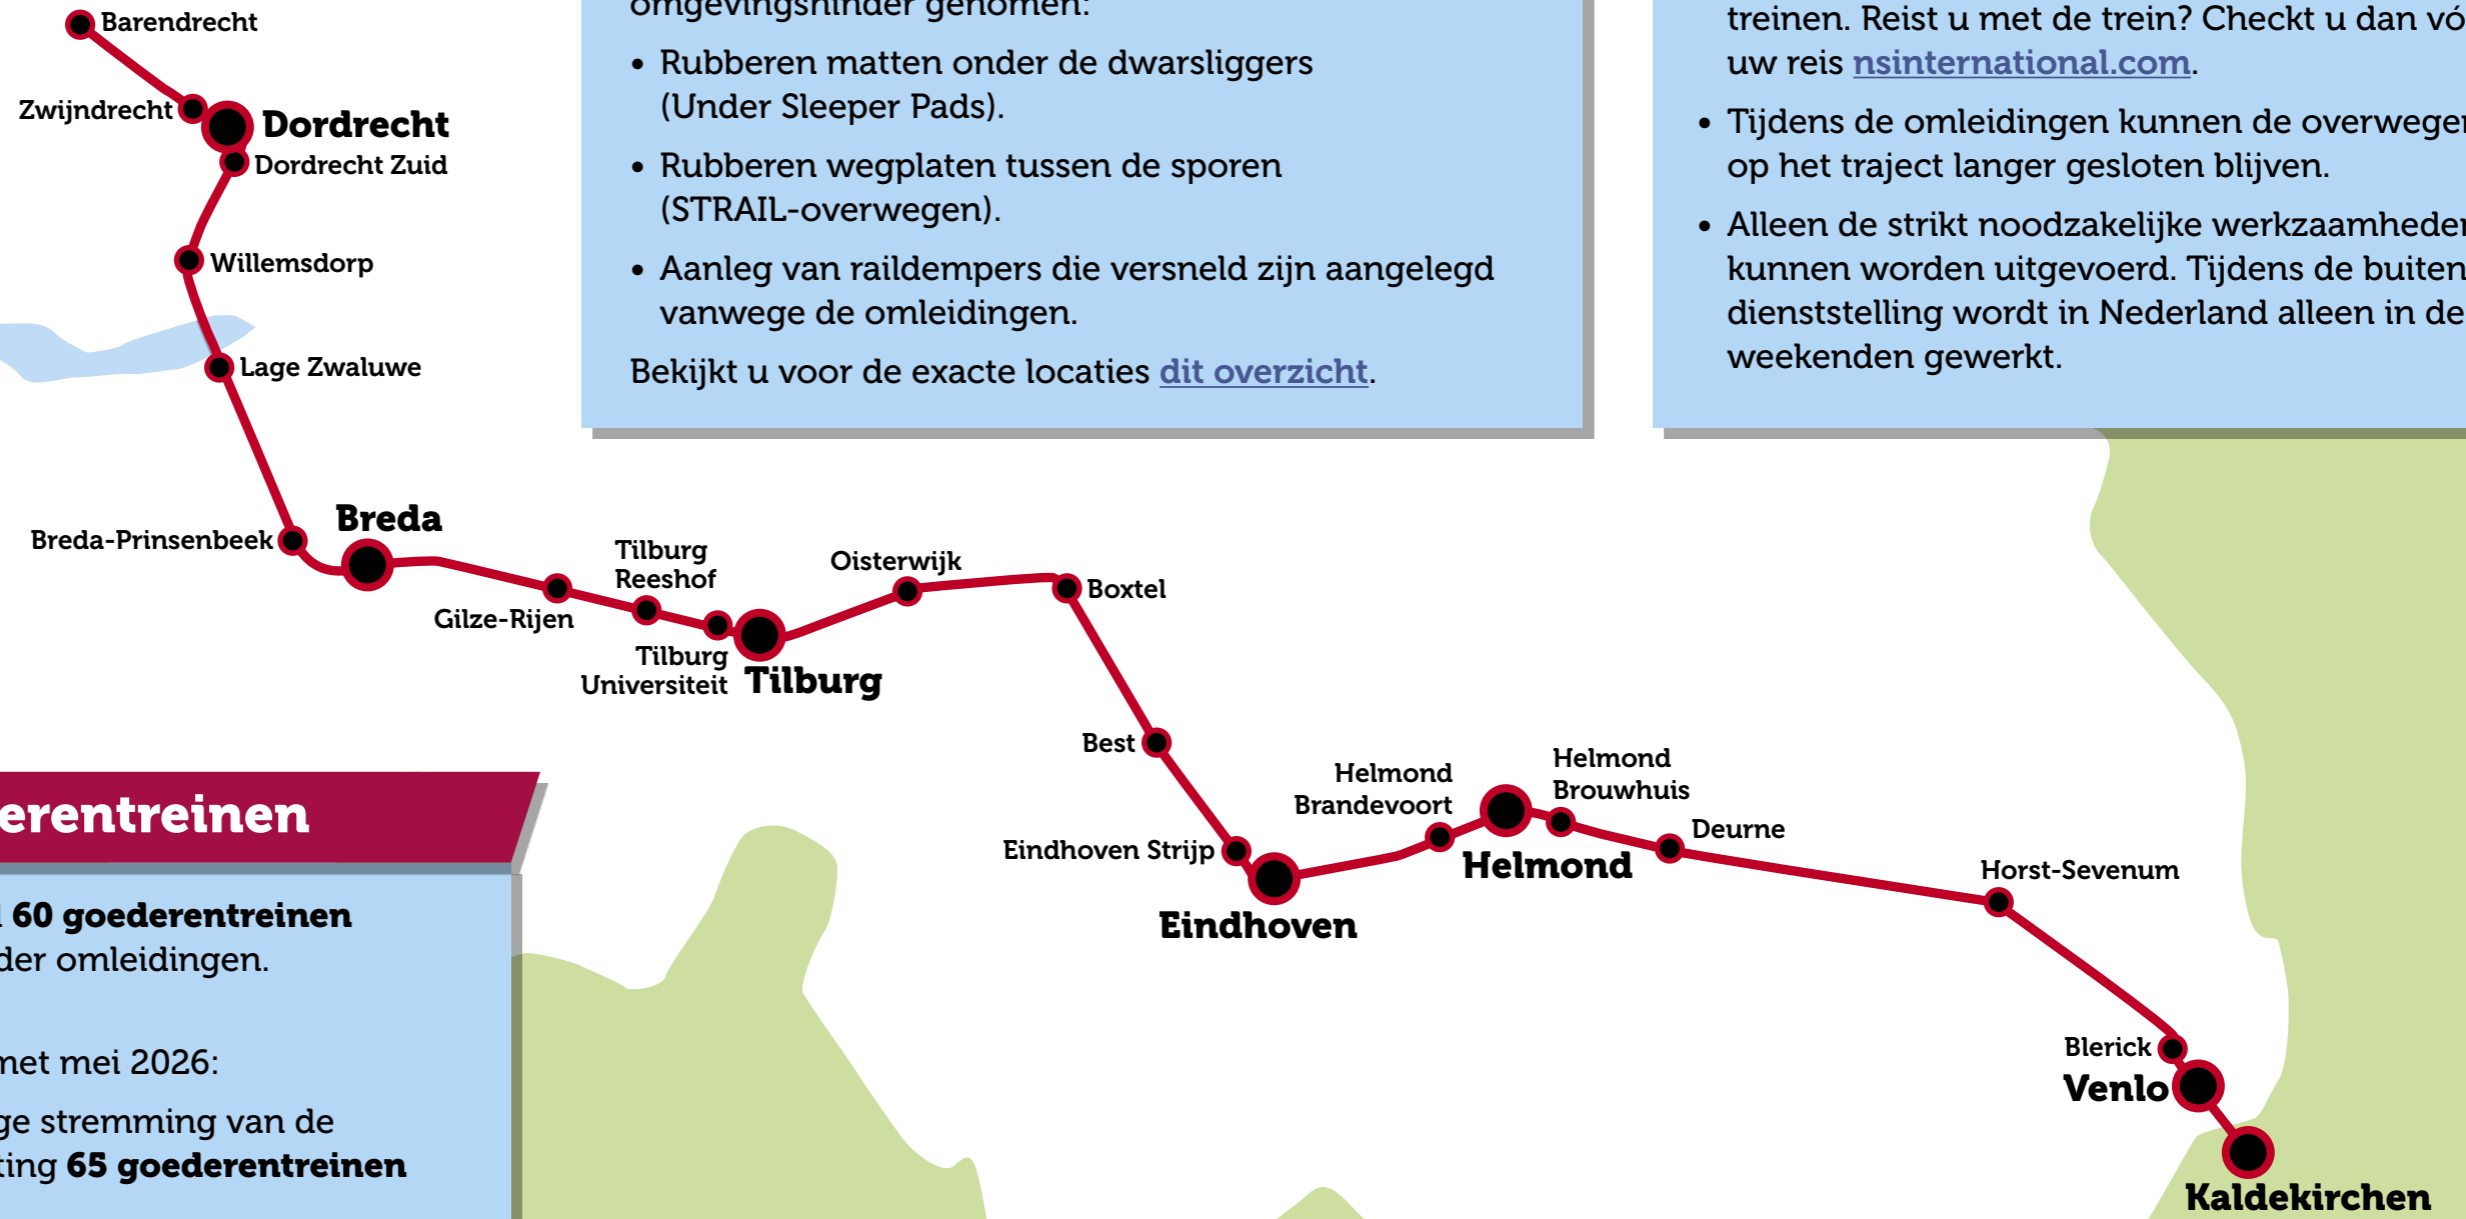 omgevingshinder genomen:
• Rubberen matten onder de dwarsliggers
(Under Sleeper Pads).
• Rubberen wegplaten tussen de sporen
(STRAIL-overwegen).
• Aanleg van raildempers die versneld zijn aangelegd
vanwege de omleidingen.
Bekijkt u voor de exacte locaties dit overzicht.
treinen. Reist u met de trein? Checkt u dan vó
uw reis nsinternational.com.
• Tijdens de omleidingen kunnen de overwegen
op het traject langer gesloten blijven.
• Alleen de strikt noodzakelijke werkzaamheden
kunnen worden uitgevoerd. Tijdens de buiten
dienststelling wordt in Nederland alleen in de
weekenden gewerkt.
Barendrecht
Zwijndrecht
Dordrecht
Dordrecht Zuid
Willemsdorp
Lage Zwaluwe
Breda-Prinsenbeek
Breda
Gilze-Rijen
Tilburg
Reeshof
Tilburg
Universiteit
Tilburg
Oisterwijk
Boxtel
Best
Eindhoven Strijp
Eindhoven
Helmond
Brandevoort
Helmond
Helmond
Brouwhuis
Deurne
Horst-Sevenum
Blerick
Venlo
Kaldekirchen
erentreinen
60 goederentreinen
der omleidingen.
met mei 2026:
ge stremming van de
ting 65 goederentreinen